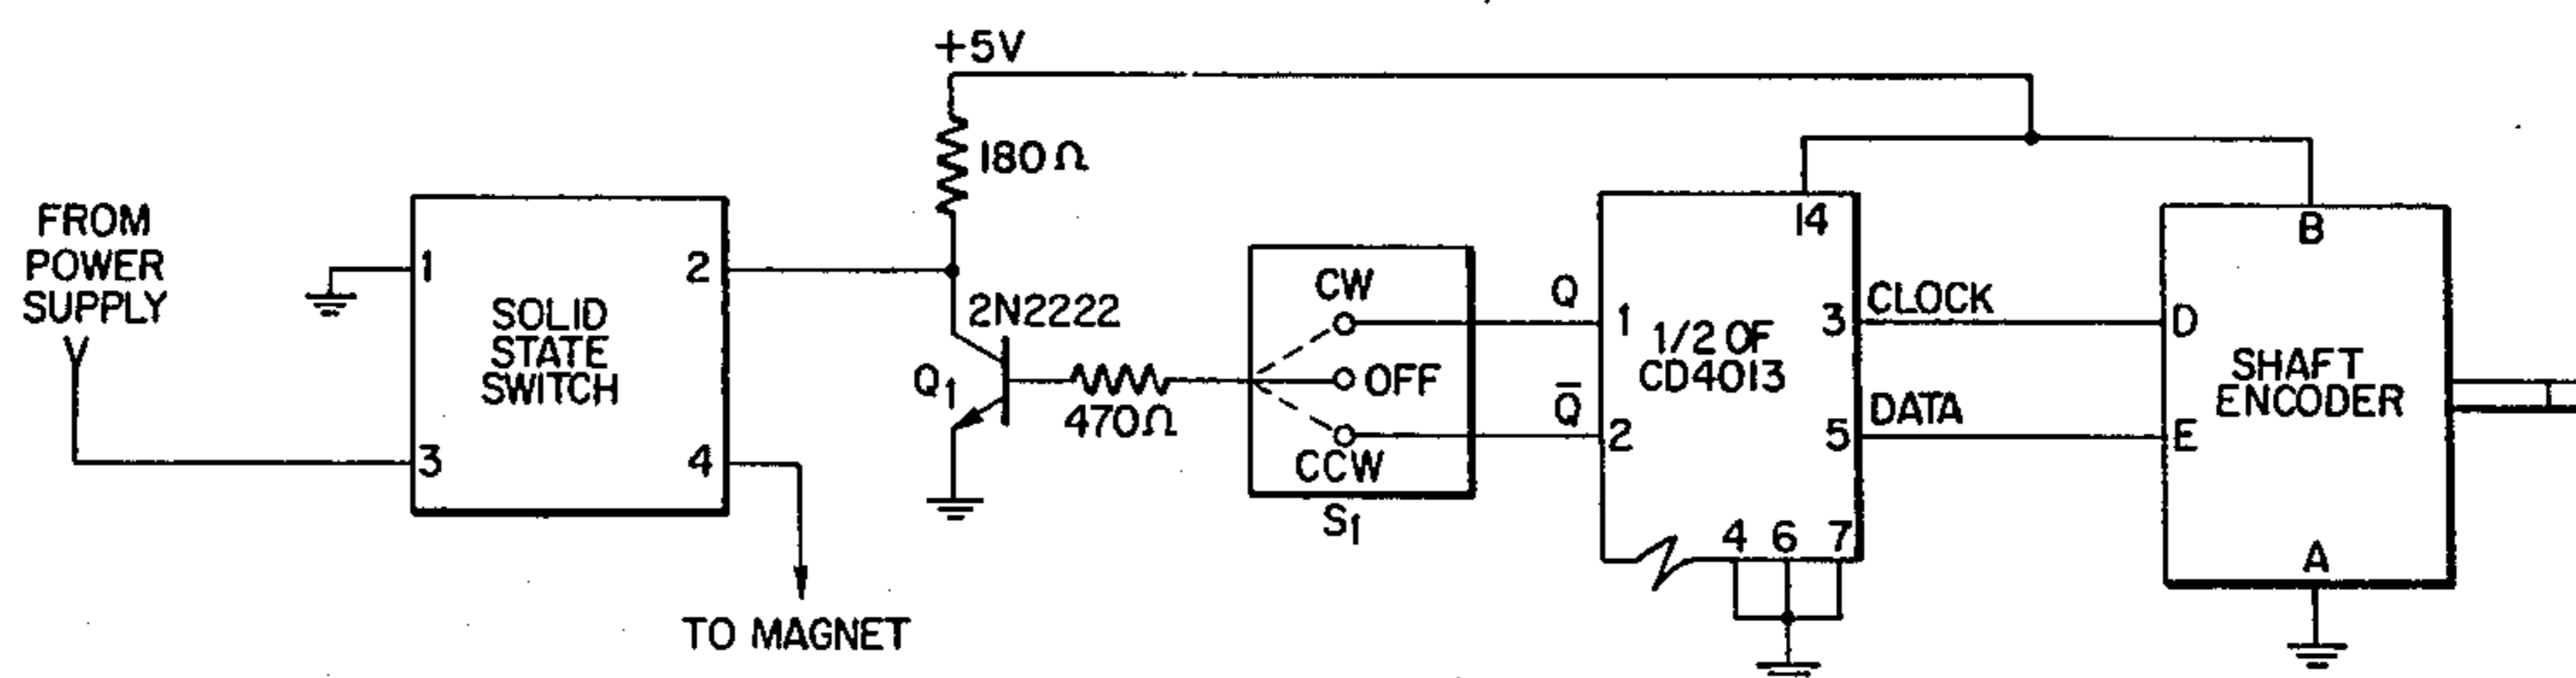 FROM
POWER
SUPPLY
1
2
3
4
SOLID
STATE
SWITCH
TO MAGNET
+5V
180Ω
2N2222
Q1
470Ω
CW
OFF
CCW
S1
Q
Q̅
14
1
2
3
5
1/2 OF
CD4013
4 6 7
CLOCK
DATA
B
D
E
SHAFT
ENCODER
A